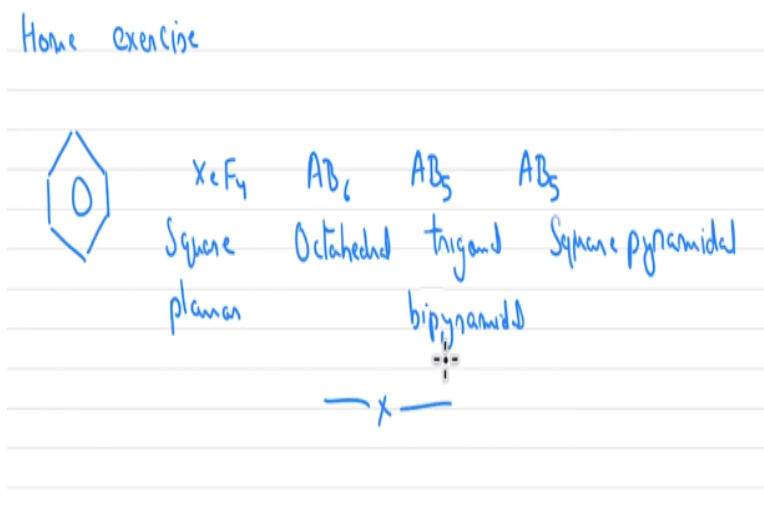 Home exercise
XeF4 AB6 AB5 AB5
Square Octahedral trigonal Square pyramidal
planar bipyramidal
— x —